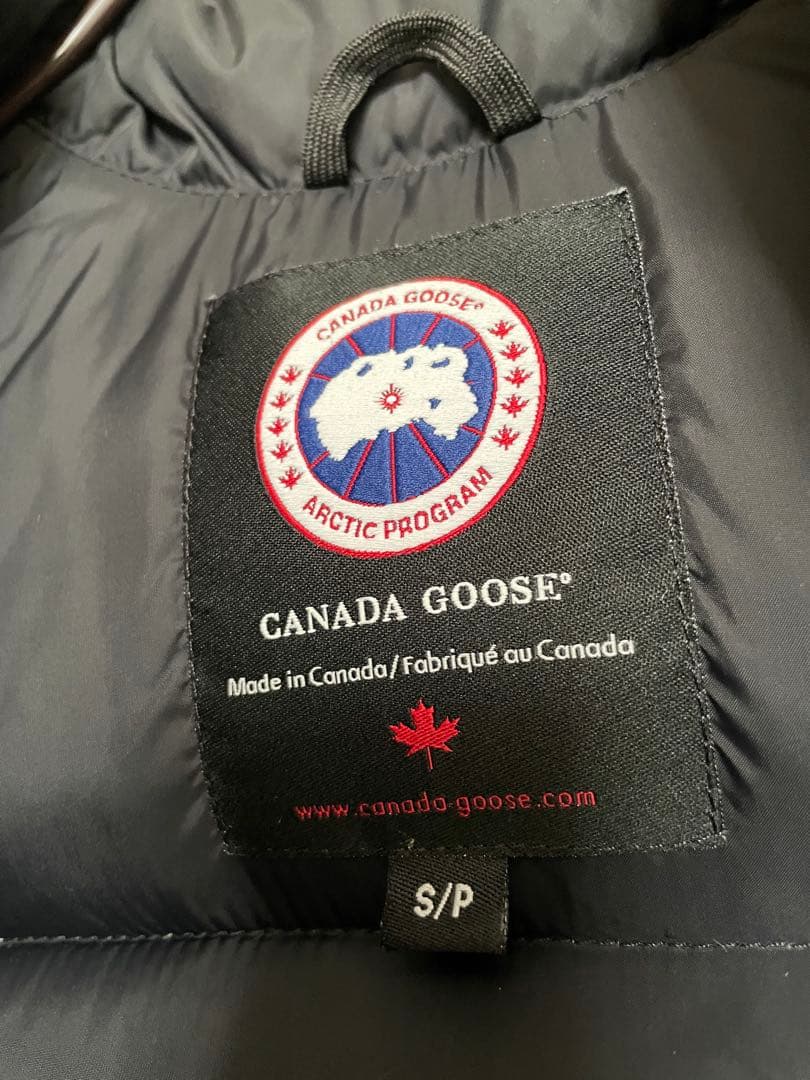 CANADA GOOSE®
ARCTIC PROGRAM
CANADA GOOSE®
Made in Canada/Fabriqué au Canada
www.canada-goose.com
S/P